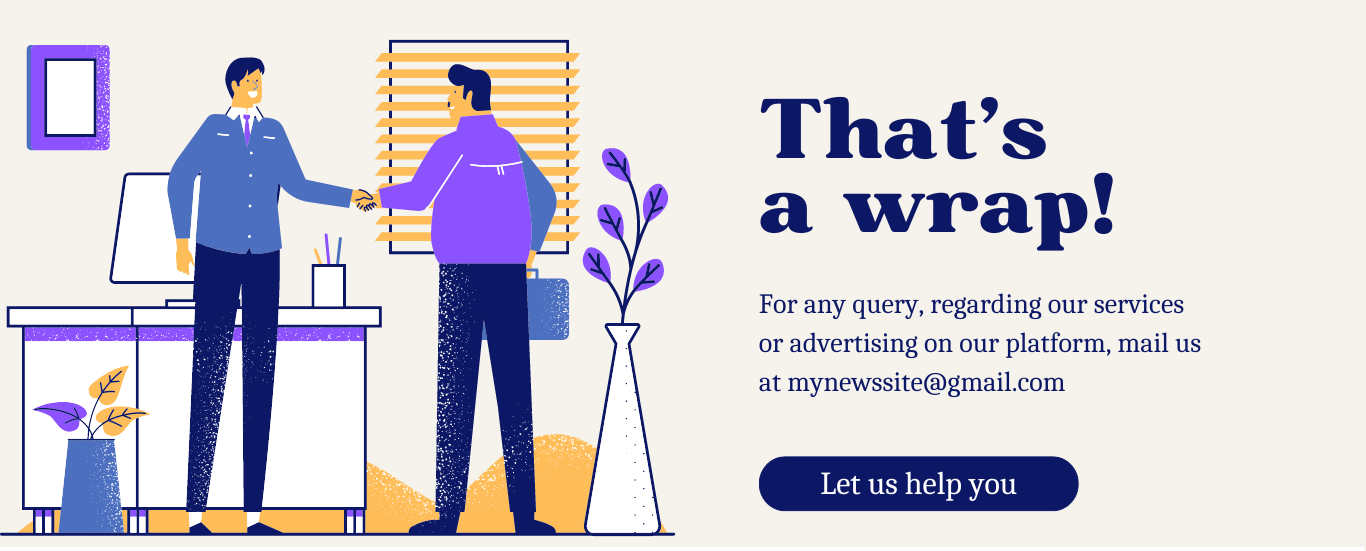 That's
a wrap!
For any query, regarding our services
or advertising on our platform, mail us
at mynewssite@gmail.com
Let us help you